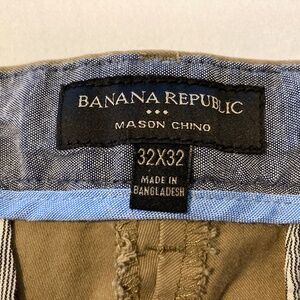 BANANA REPUBLIC
MASON CHINO
32X32
MADE IN
BANGLADESH